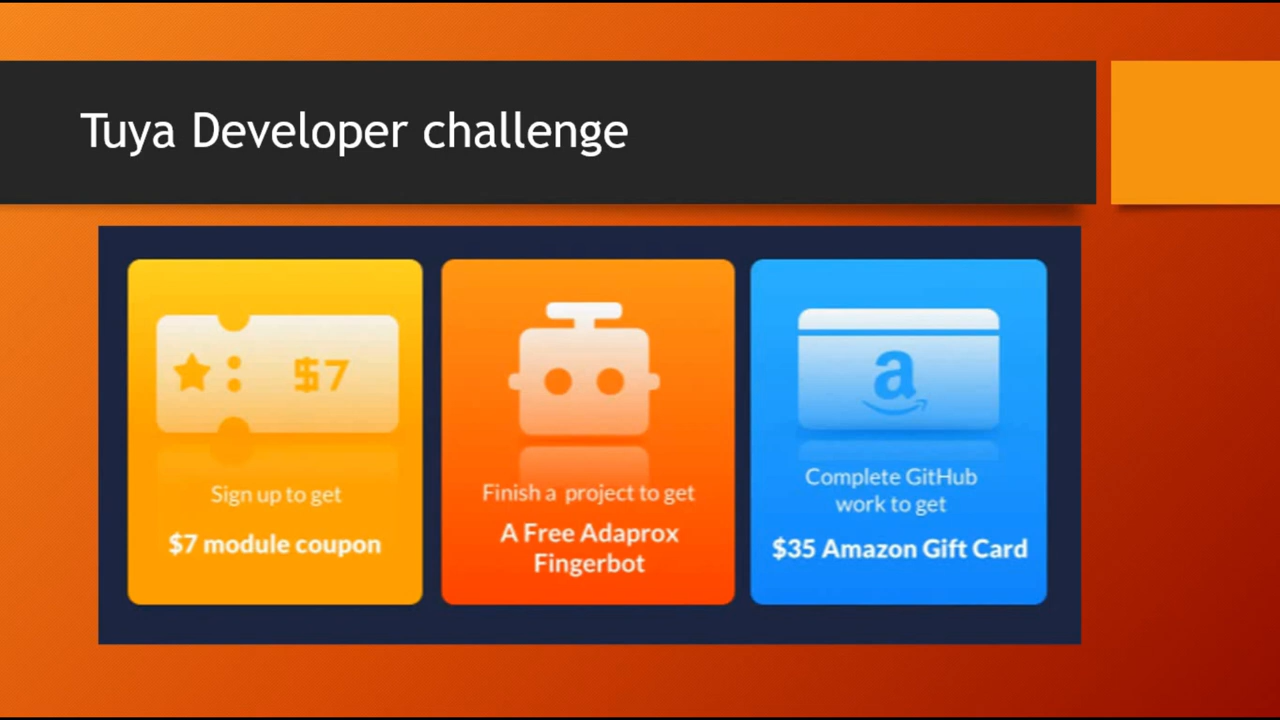 Tuya Developer challenge
$7
a
Sign up to get
$7 module coupon
Finish a project to get
A Free Adaprox
Fingerbot
Complete GitHub
work to get
$35 Amazon Gift Card